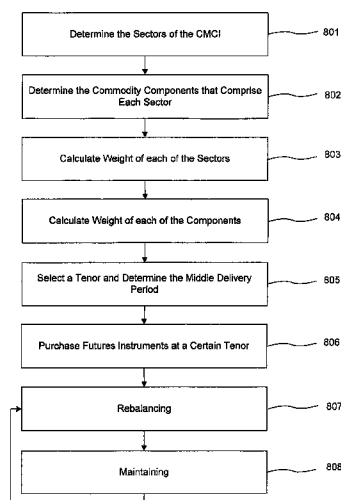 Determine the Sectors of the CMCI
801
Determine the Commodity Components that Comprise
Each Sector
802
Calculate Weight of each of the Sectors
803
Calculate Weight of each of the Components
804
Select a Tenor and Determine the Middle Delivery
Period
805
Purchase Futures Instruments at a Certain Tenor
806
Rebalancing
807
Maintaining
808